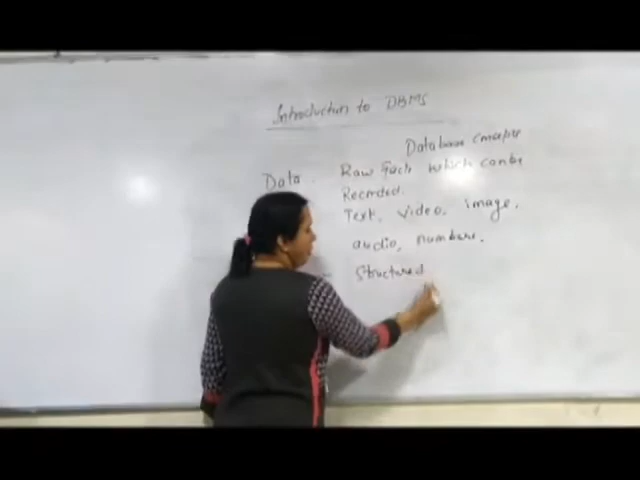 Introduction to DBMS
Database Concepts
Data. Raw Facts which can be
Recorded.
Text, video, image,
audio, numbers.
Structured